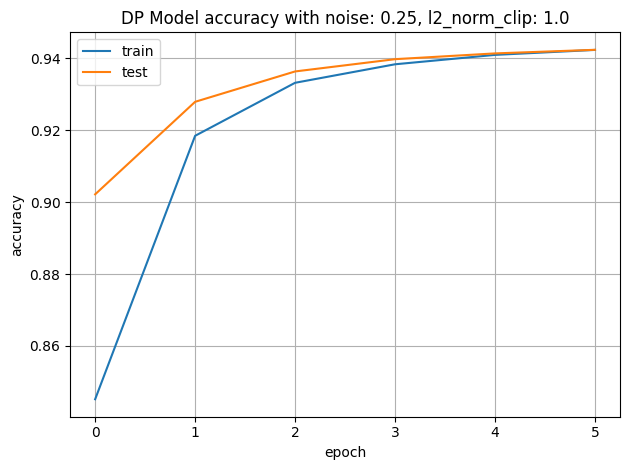 DP Model accuracy with noise: 0.25, l2_norm_clip: 1.0
train
test
accuracy
0.94
0.92
0.90
0.88
0.86
0 1 2 3 4 5
epoch